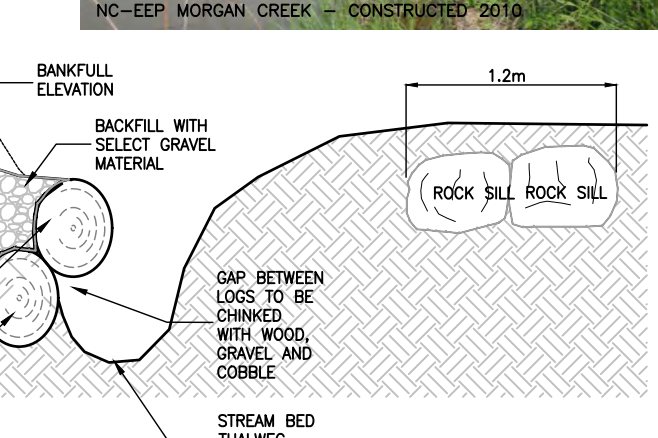 NC-EEP MORGAN CREEK - CONSTRUCTED 2010
BANKFULL
ELEVATION
1.2m
BACKFILL WITH
SELECT GRAVEL
MATERIAL
ROCK SILL
ROCK SILL
GAP BETWEEN
LOGS TO BE
CHINKED
WITH WOOD,
GRAVEL AND
COBBLE
STREAM BED
THALWEG